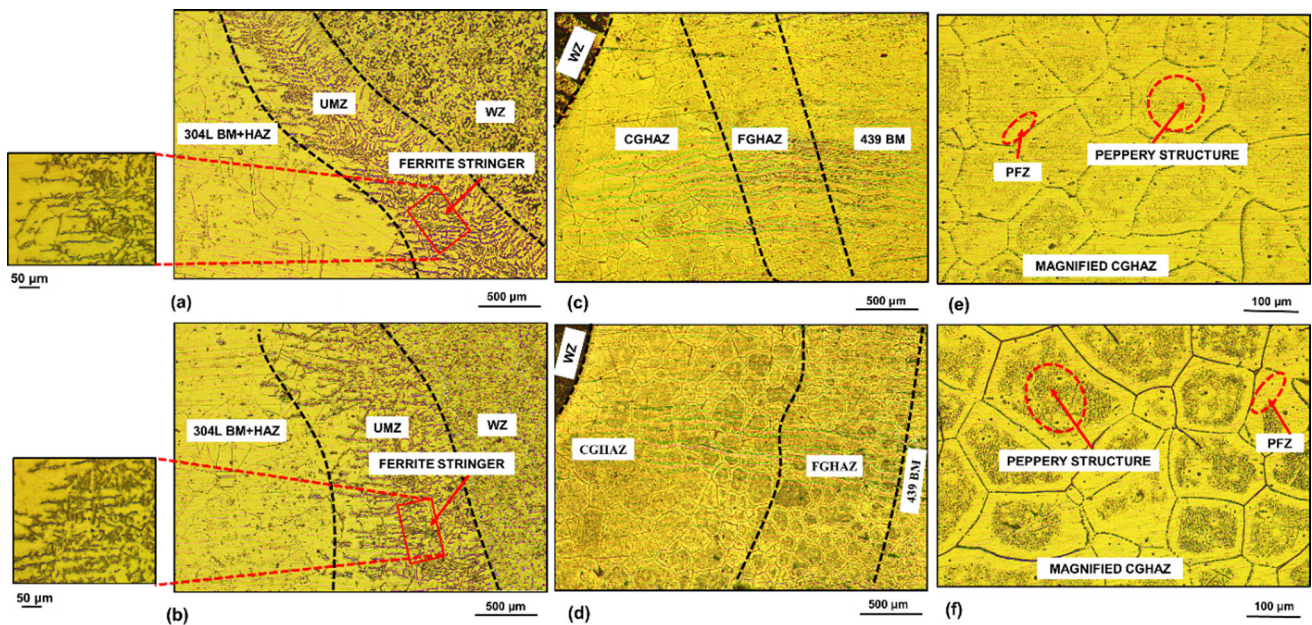 304L BM+HAZ
UMZ
WZ
FERRITE STRINGER
50 µm
(a)
500 µm
WZ
CGHAZ
FGHAZ
439 BM
(c)
500 µm
PFZ
PEPPERY STRUCTURE
MAGNIFIED CGHAZ
(e)
100 µm
304L BM+HAZ
UMZ
WZ
FERRITE STRINGER
50 µm
(b)
500 µm
WZ
CGHAZ
FGHAZ
439 BM
(d)
500 µm
PEPPERY STRUCTURE
PFZ
MAGNIFIED CGHAZ
(f)
100 µm